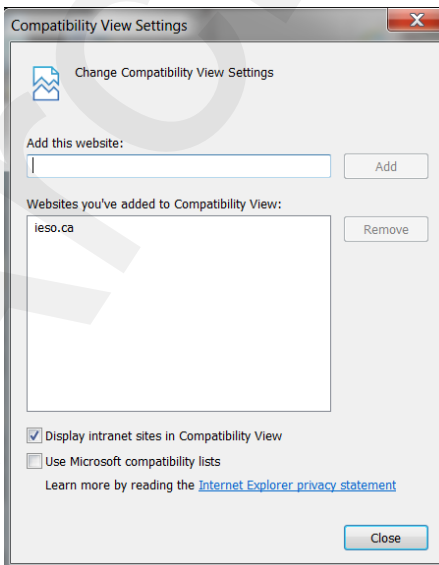 Compatibility View Settings
X
Change Compatibility View Settings
Add this website:
Add
Websites you've added to Compatibility View:
ieso.ca
Remove
Display intranet sites in Compatibility View
Use Microsoft compatibility lists
Learn more by reading the Internet Explorer privacy statement
Close